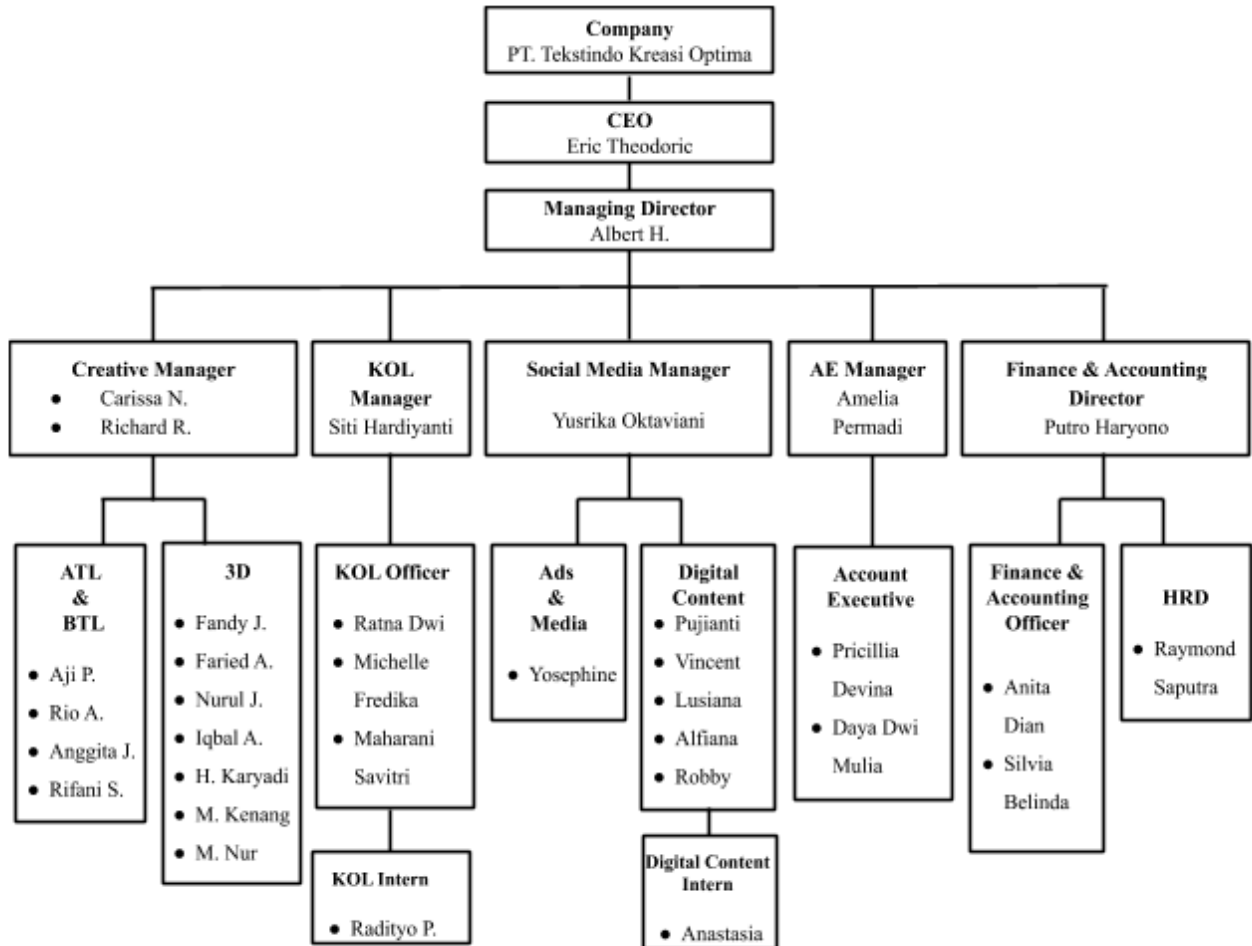 Company
PT. Tekstindo Kreasi Optima
CEO
Eric Theodoric
Managing Director
Albert H.
Creative Manager
● Carissa N.
● Richard R.
KOL
Manager
Siti Hardiyanti
Social Media Manager
Yusrika Oktaviani
AE Manager
Amelia
Permadi
Finance & Accounting
Director
Putro Haryono
ATL
&
BTL
● Aji P.
● Rio A.
● Anggita J.
● Rifani S.
3D
● Fandy J.
● Faried A.
● Nurul J.
● Iqbal A.
● H. Karyadi
● M. Kenang
● M. Nur
KOL Officer
● Ratna Dwi
● Michelle
Fredika
● Maharani
Savitri
KOL Intern
● Radityo P.
Ads
&
Media
● Yosephine
Digital
Content
● Pujianti
● Vincent
● Lusiana
● Alfiana
● Robby
Digital Content
Intern
● Anastasia
Account
Executive
● Pricillia
Devina
● Daya Dwi
Mulia
Finance &
Accounting
Officer
● Anita
Dian
● Silvia
Belinda
HRD
● Raymond
Saputra